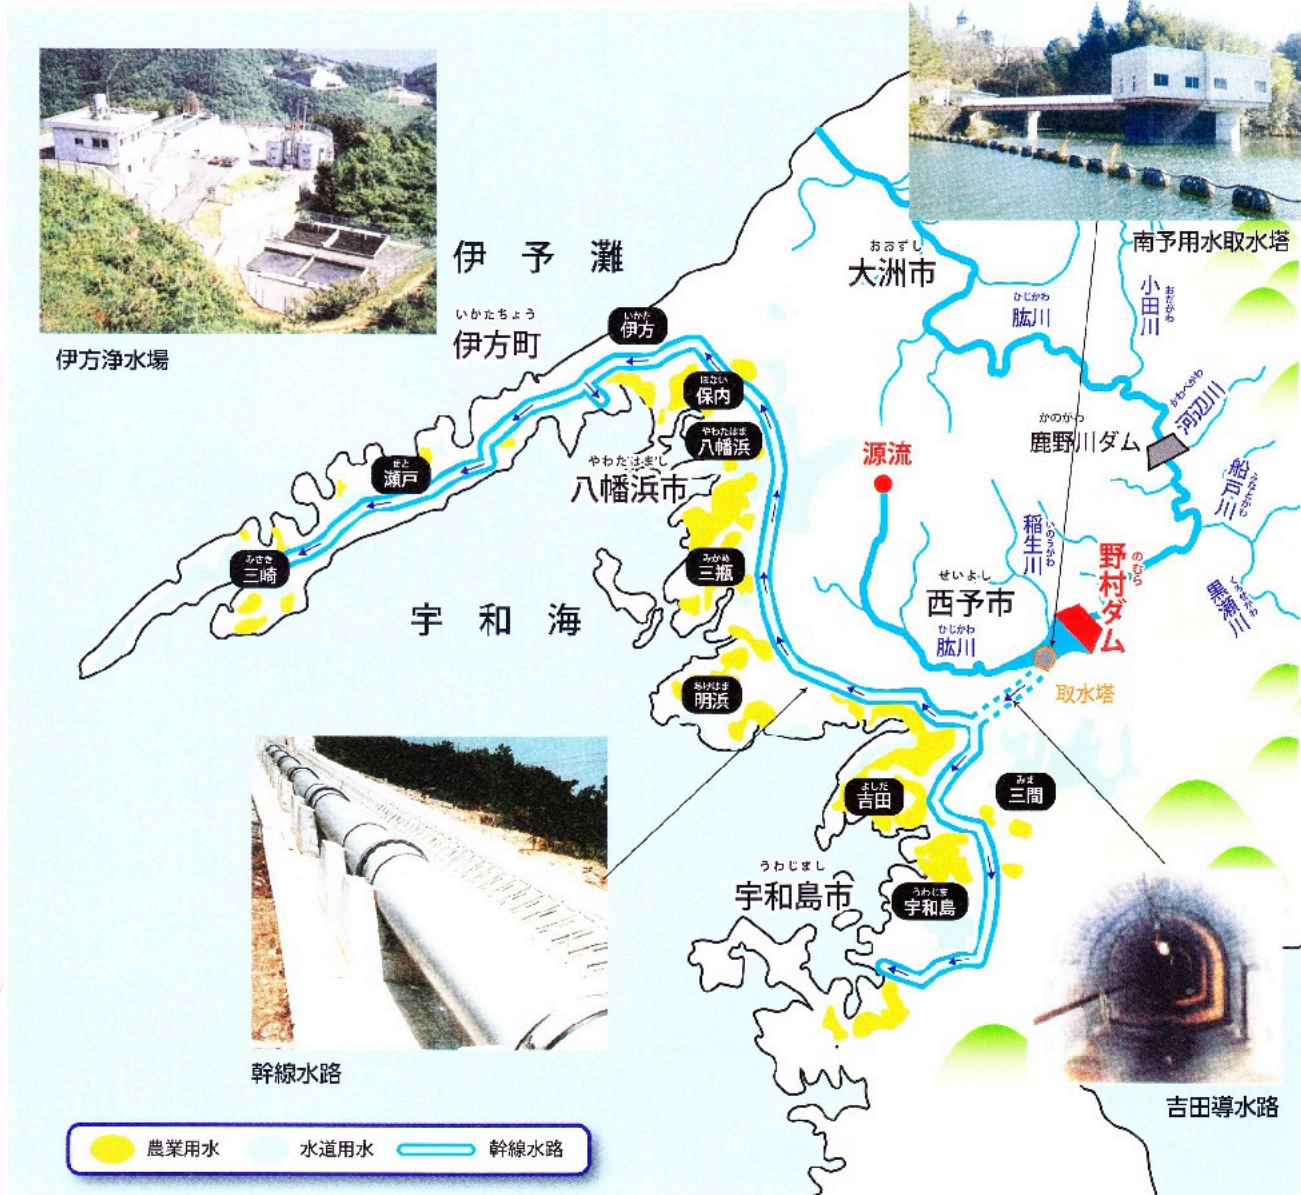 南予用水取水塔
伊方浄水場
伊予灘
いかたちょう
伊方町
いかた
伊方
おおずし
大洲市
ひじかわ
肱川
おだがわ
小田川
ほない
保内
やわたはま
八幡浜
やわたはまし
八幡浜市
かのがわ
鹿野川ダム
かわべがわ
河辺川
ふなとがわ
船戸川
源流
せと
瀬戸
いのうがわ
稲生川
みさき
三崎
みかめ
三瓶
宇和海
せいよし
西予市
ひじかわ
肱川
のむら
野村ダム
くろせがわ
黒瀬川
あけはま
明浜
取水塔
よしだ
吉田
みま
三間
うわじまし
宇和島市
うわじま
宇和島
幹線水路
吉田導水路
農業用水
水道用水
幹線水路